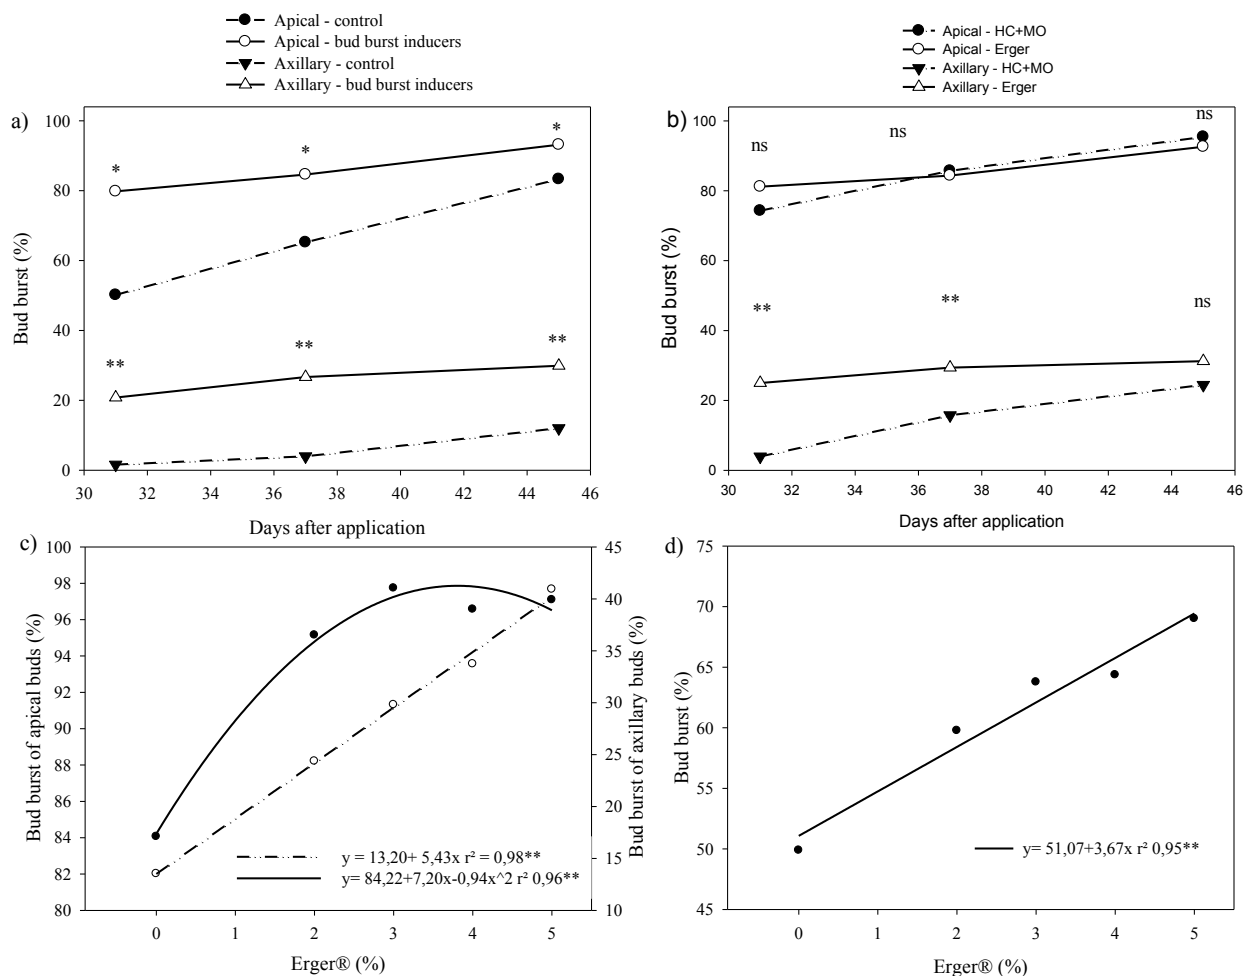 Apical - control
Apical - bud burst inducers
Axillary - control
Axillary - bud burst inducers
a)
Bud burst (%)
100
80
60
40
20
0
*
*
*
**
**
**
30 32 34 36 38 40 42 44 46
Days after application
Apical - HC+MO
Apical - Erger
Axillary - HC+MO
Axillary - Erger
b)
Bud burst (%)
100
80
60
40
20
0
ns
ns
ns
**
**
ns
30 32 34 36 38 40 42 44 46
Days after application
c)
Bud burst of apical buds (%)
100
98
96
94
92
90
88
86
84
82
80
Bud burst of axillary buds (%)
45
40
35
30
25
20
15
10
y = 13,20+ 5,43x r² = 0,98**
y= 84,22+7,20x-0,94x^2 r² 0,96**
0 1 2 3 4 5
Erger® (%)
d)
Bud burst (%)
75
70
65
60
55
50
45
y= 51,07+3,67x r² 0,95**
0 1 2 3 4 5
Erger® (%)